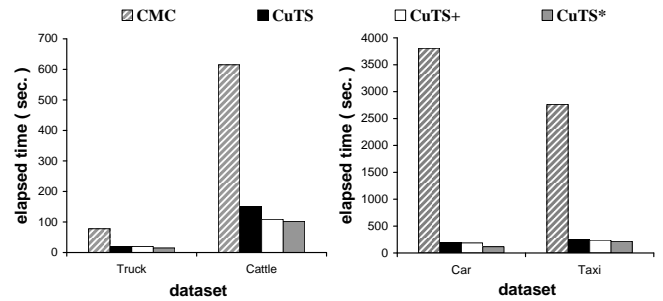 CMC CuTS CuTS+ CuTS*
elapsed time ( sec. )
700
600
500
400
300
200
100
0
Truck Cattle
dataset
elapsed time ( sec. )
4000
3500
3000
2500
2000
1500
1000
500
0
Car Taxi
dataset